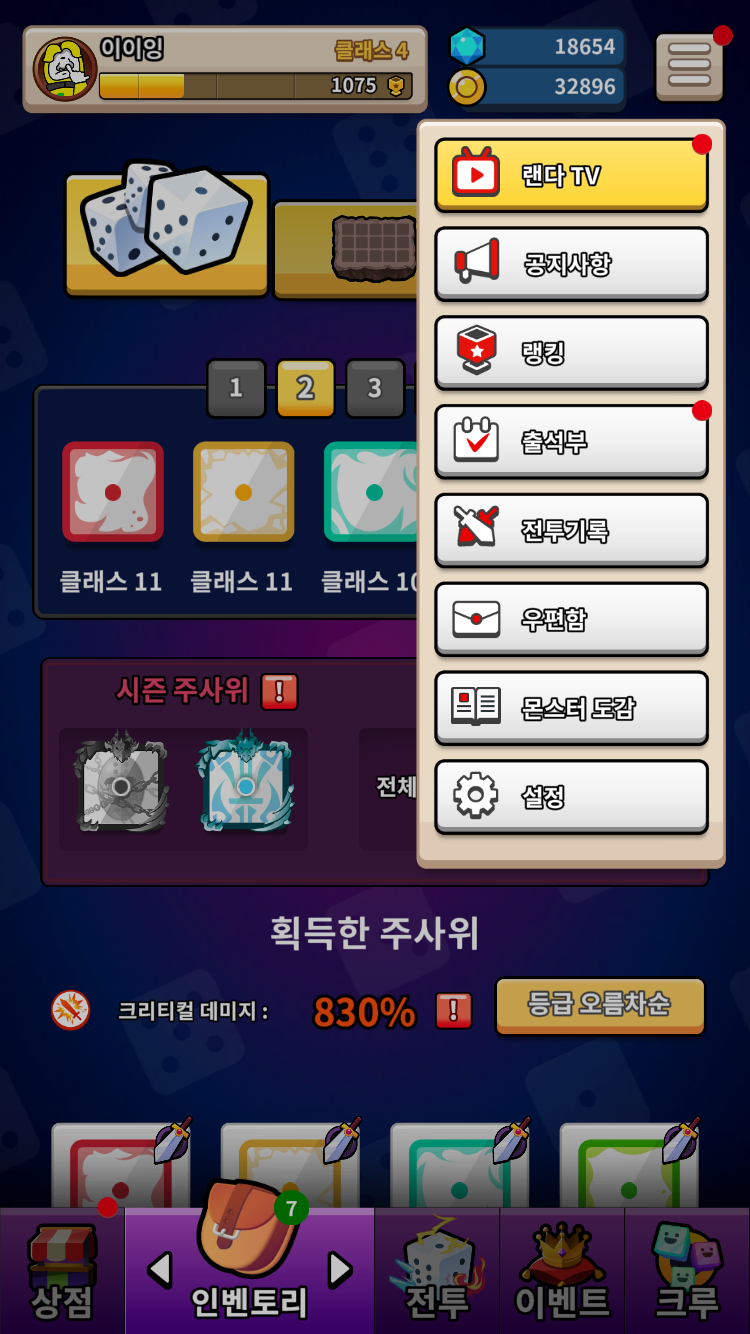 이이잉
클래스 4
1075
18654
32896
랜다 TV
공지사항
랭킹
출석부
전투기록
우편함
몬스터 도감
설정
1
2
3
클래스 11
클래스 11
클래스 10
시즌 주사위 !
전체
획득한 주사위
크리티컬 데미지 :
830%
!
등급 오름차순
7
상점
인벤토리
전투
이벤트
크루